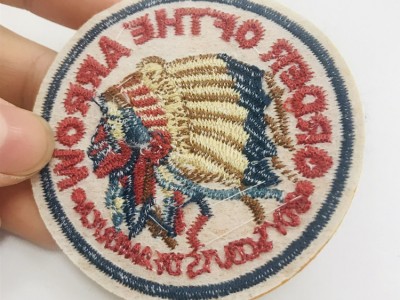 ORDER OF THE ARROW
BOY SCOUTS OF AMERICA